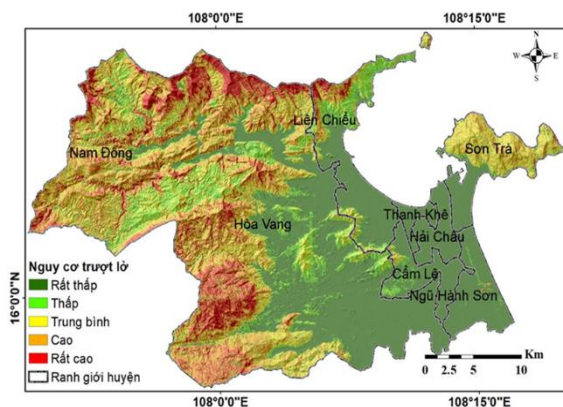 108°0'0"E 108°15'0"E
N
W E
S
Liên Chiểu
Sơn Trà
Nam Đông
Thanh Khê
Hòa Vang
Hải Châu
Cẩm Lệ
Ngũ Hành Sơn
16°0'0"N
Nguy cơ trượt lở
Rất thấp
Thấp
Trung bình
Cao
Rất cao
Ranh giới huyện
Km
0 2.5 5 10
108°0'0"E 108°15'0"E